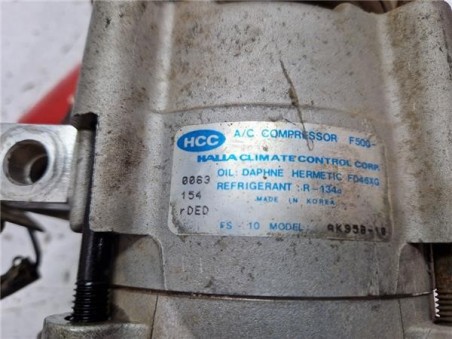 HCC A/C COMPRESSOR F500-
HALLA CLIMATE CONTROL CORP.
OIL: DAPHNE HERMETIC FD46XG
0063 REFRIGERANT : R-134a
154 MADE IN KOREA
rDED
FS-10 MODEL